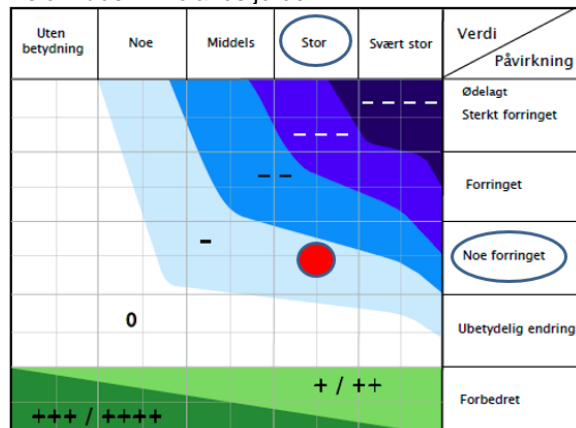 Uten
betydning
Noe
Middels
Stor
Svært stor
Verdi
Påvirkning
Ødelagt
Sterkt forringet
Forringet
Noe forringet
Ubetydelig endring
Forbedret
– – – –
– – –
– –
-
0
+ / ++
+++ / ++++